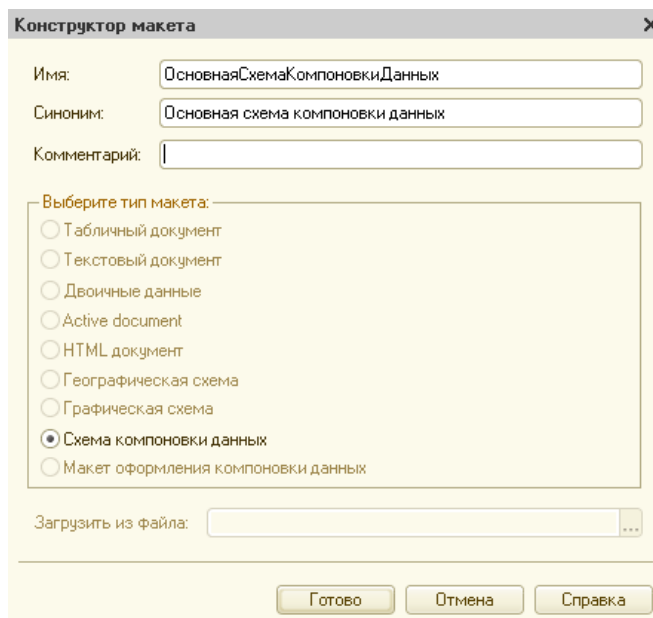 Конструктор макета
Имя: ОсновнаяСхемаКомпоновкиДанных
Синоним: Основная схема компоновки данных
Комментарий:
Выберите тип макета:
Табличный документ
Текстовый документ
Двоичные данные
Active document
HTML документ
Географическая схема
Графическая схема
Схема компоновки данных
Макет оформления компоновки данных
Загрузить из файла: ...
Готово Отмена Справка